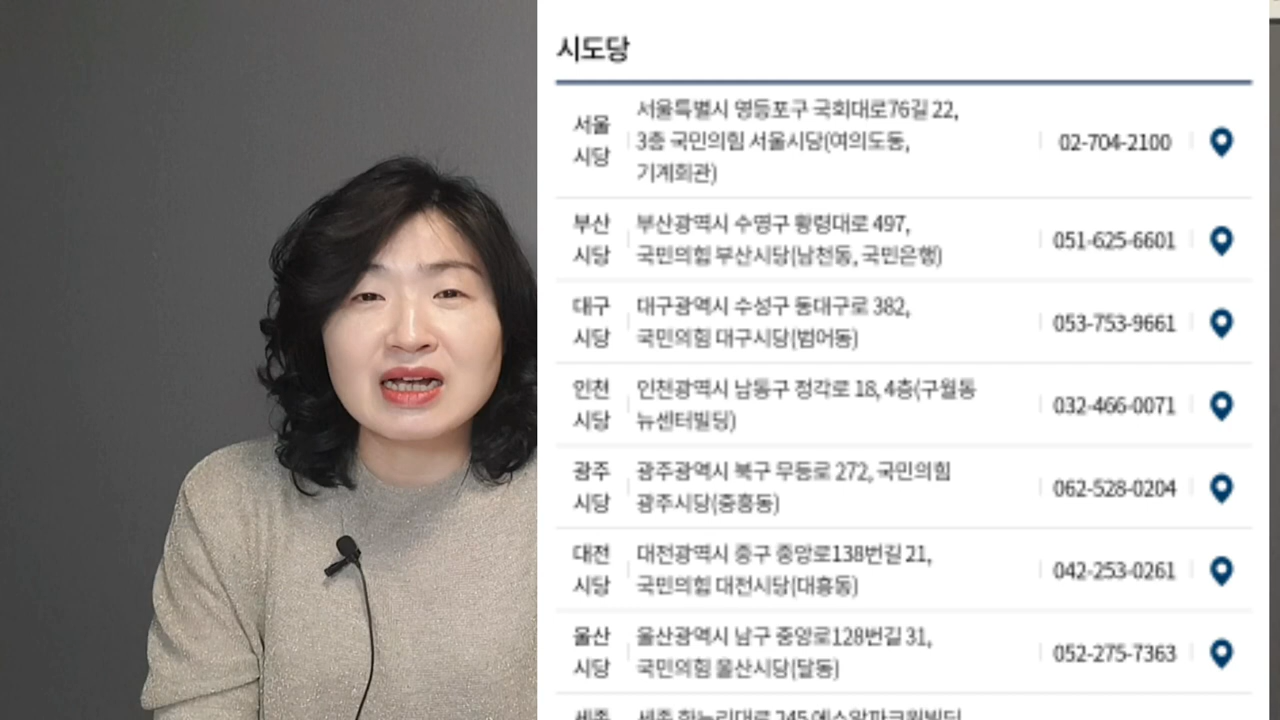 시도당
서울
시당
서울특별시 영등포구 국회대로76길 22,
3층 국민의힘 서울시당(여의도동,
기계회관)
02-704-2100
부산
시당
부산광역시 수영구 황령대로 497,
국민의힘 부산시당(남천동, 국민은행)
051-625-6601
대구
시당
대구광역시 수성구 동대구로 382,
국민의힘 대구시당(범어동)
053-753-9661
인천
시당
인천광역시 남동구 정각로 18, 4층(구월동
뉴센터빌딩)
032-466-0071
광주
시당
광주광역시 북구 무등로 272, 국민의힘
광주시당(중흥동)
062-528-0204
대전
시당
대전광역시 중구 중앙로138번길 21,
국민의힘 대전시당(대흥동)
042-253-0261
울산
시당
울산광역시 남구 중앙로128번길 31,
국민의힘 울산시당(달동)
052-275-7363
세종
세종 한누리대로 245